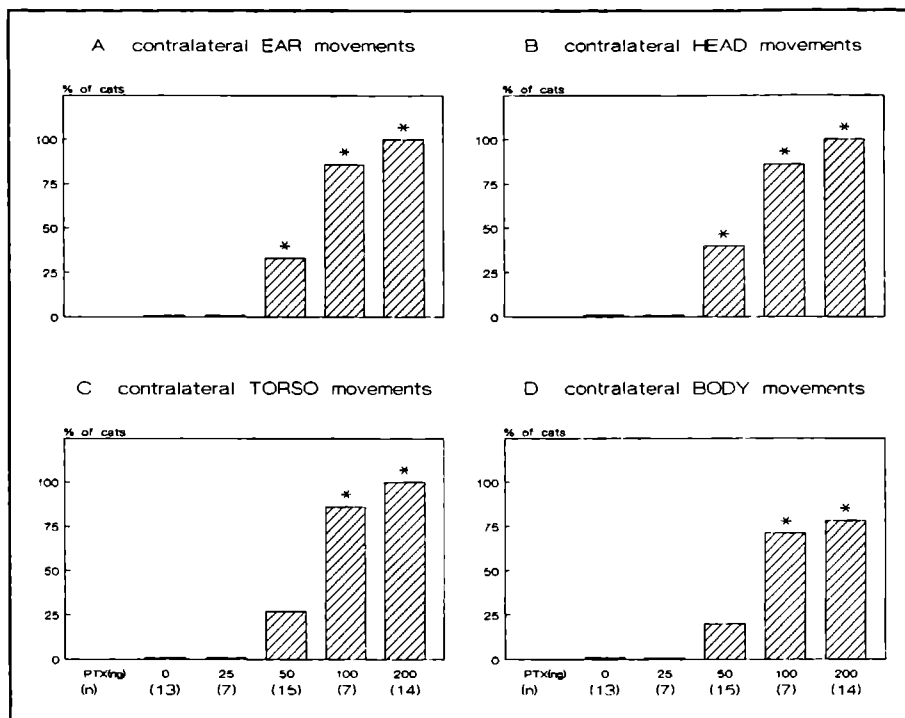 A contralateral EAR movements
B contralateral HEAD movements
% of cats
% of cats
100
75
50
25
0
* * *
100
75
50
25
0
* * *
C contralateral TORSO movements
D contralateral BODY movements
% of cats
% of cats
100
75
50
25
0
* *
100
75
50
25
0
* *
PTX(ng) 0 25 50 100 200
(n) (13) (7) (15) (7) (14)
PTX(ng) 0 25 50 100 200
(n) (13) (7) (15) (7) (14)